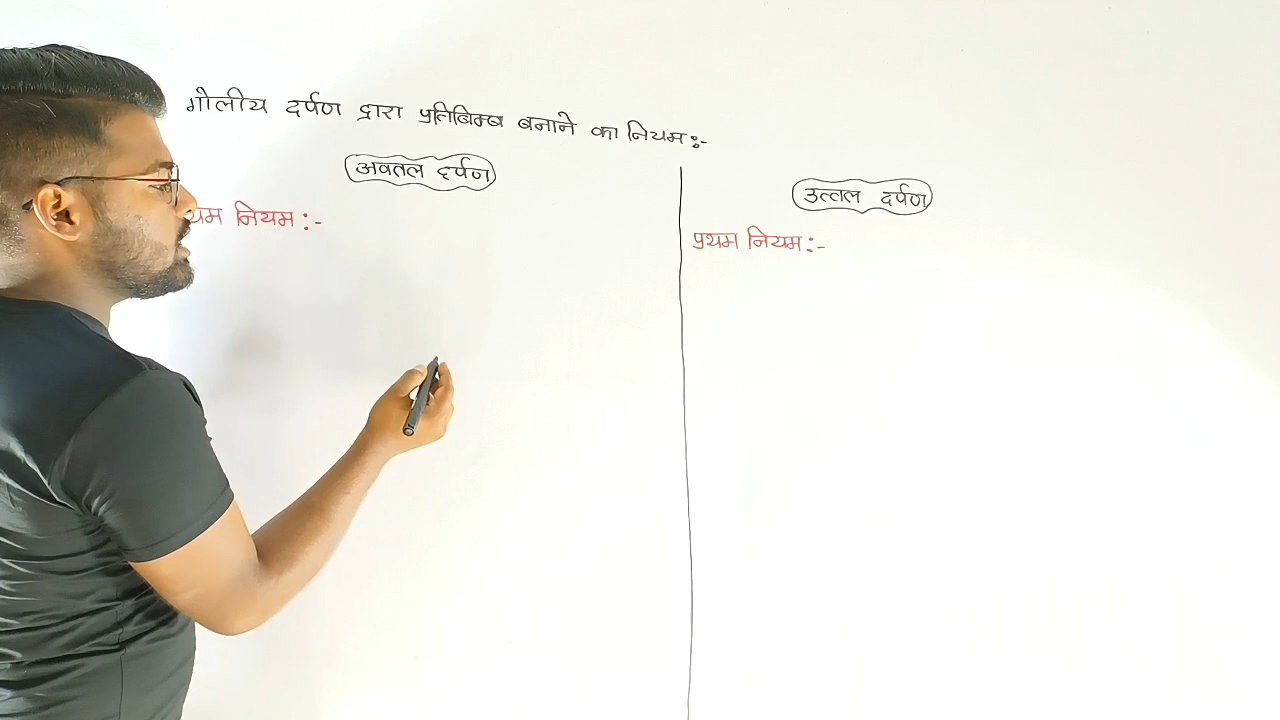 गोलीय दर्पण द्वारा प्रतिबिम्ब बनाने का नियम :-
अवतल दर्पण
उत्तल दर्पण
नियम :-
प्रथम नियम :-